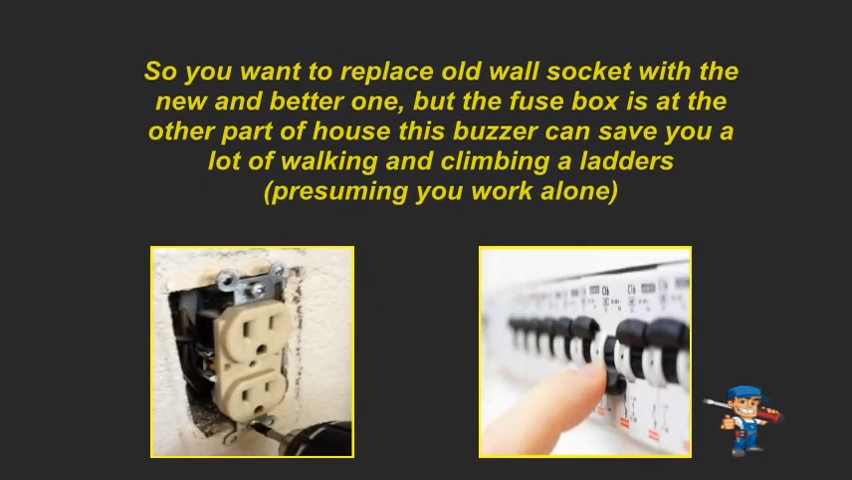 So you want to replace old wall socket with the
new and better one, but the fuse box is at the
other part of house this buzzer can save you a
lot of walking and climbing a ladders
(presuming you work alone)
C16
C16